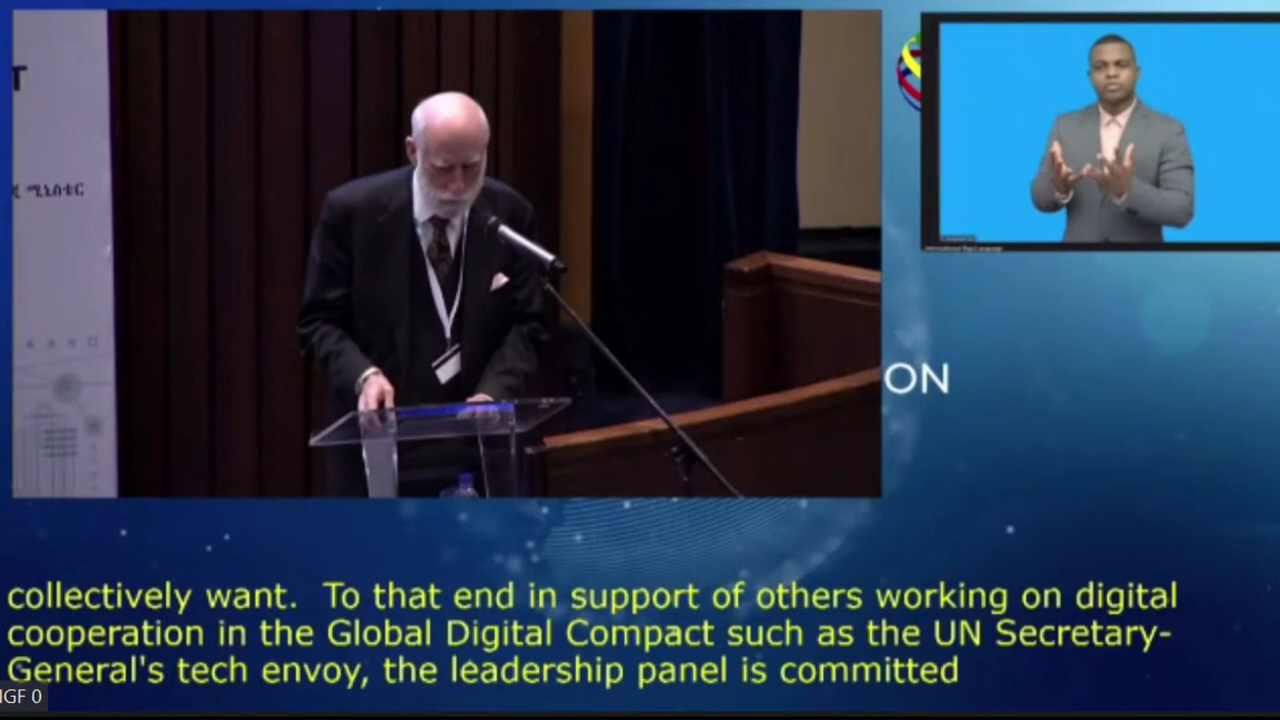 T
ሚኒስቴር
ON
collectively want.  To that end in support of others working on digital
cooperation in the Global Digital Compact such as the UN Secretary-
General's tech envoy, the leadership panel is committed
IGF 0